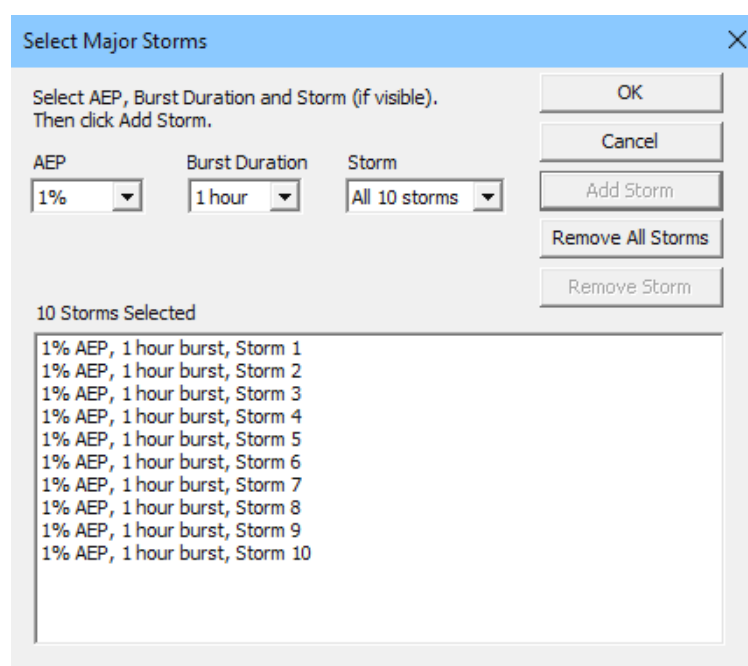 Select Major Storms
Select AEP, Burst Duration and Storm (if visible).
Then click Add Storm.
OK
Cancel
AEP
Burst Duration
Storm
1%
1 hour
All 10 storms
Add Storm
Remove All Storms
Remove Storm
10 Storms Selected
1% AEP, 1 hour burst, Storm 1
1% AEP, 1 hour burst, Storm 2
1% AEP, 1 hour burst, Storm 3
1% AEP, 1 hour burst, Storm 4
1% AEP, 1 hour burst, Storm 5
1% AEP, 1 hour burst, Storm 6
1% AEP, 1 hour burst, Storm 7
1% AEP, 1 hour burst, Storm 8
1% AEP, 1 hour burst, Storm 9
1% AEP, 1 hour burst, Storm 10